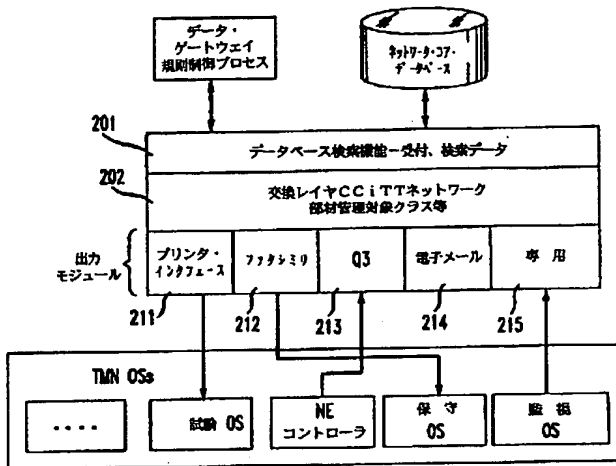 データ・
ゲートウェイ
規則制御プロセス
ネットワーク・コア・
データベース
201
データベース検索機能－受付、検索データ
202
交換レイヤCCiTTネットワーク
部材管理対象クラス等
出力
モジュール
プリンタ・
インタフェース
ファクタシミリ
Q3
電子メール
専用
211
212
213
214
215
TMN OSs
・・・・
試験 OS
NE
コントローラ
保守
OS
監視
OS